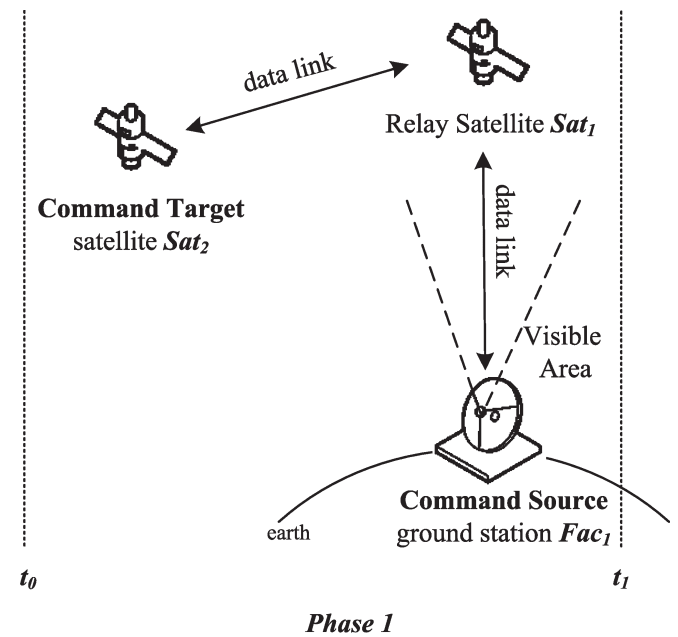 data link
Relay Satellite Sat1
Command Target
satellite Sat2
data link
Visible
Area
Command Source
ground station Fac1
earth
t0
t1
Phase 1